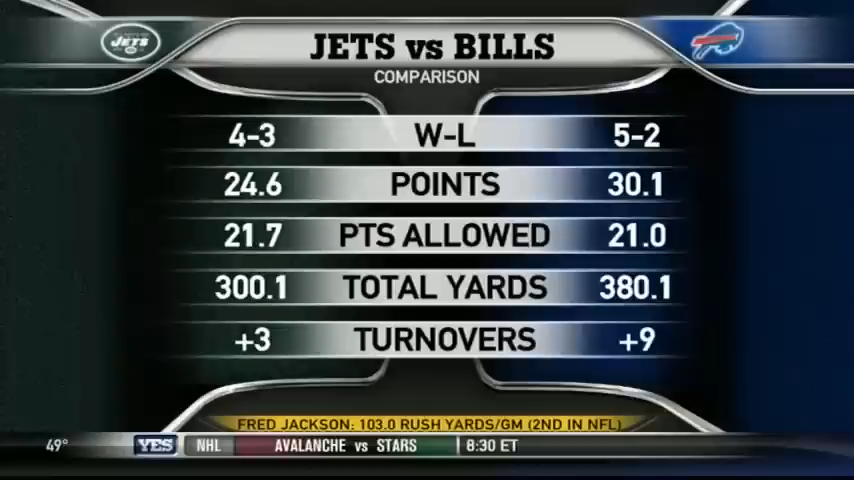 JETS
JETS vs BILLS
COMPARISON
4-3 W-L 5-2
24.6 POINTS 30.1
21.7 PTS ALLOWED 21.0
300.1 TOTAL YARDS 380.1
+3 TURNOVERS +9
FRED JACKSON: 103.0 RUSH YARDS/GM (2ND IN NFL)
49° YES NHL AVALANCHE vs STARS 8:30 ET